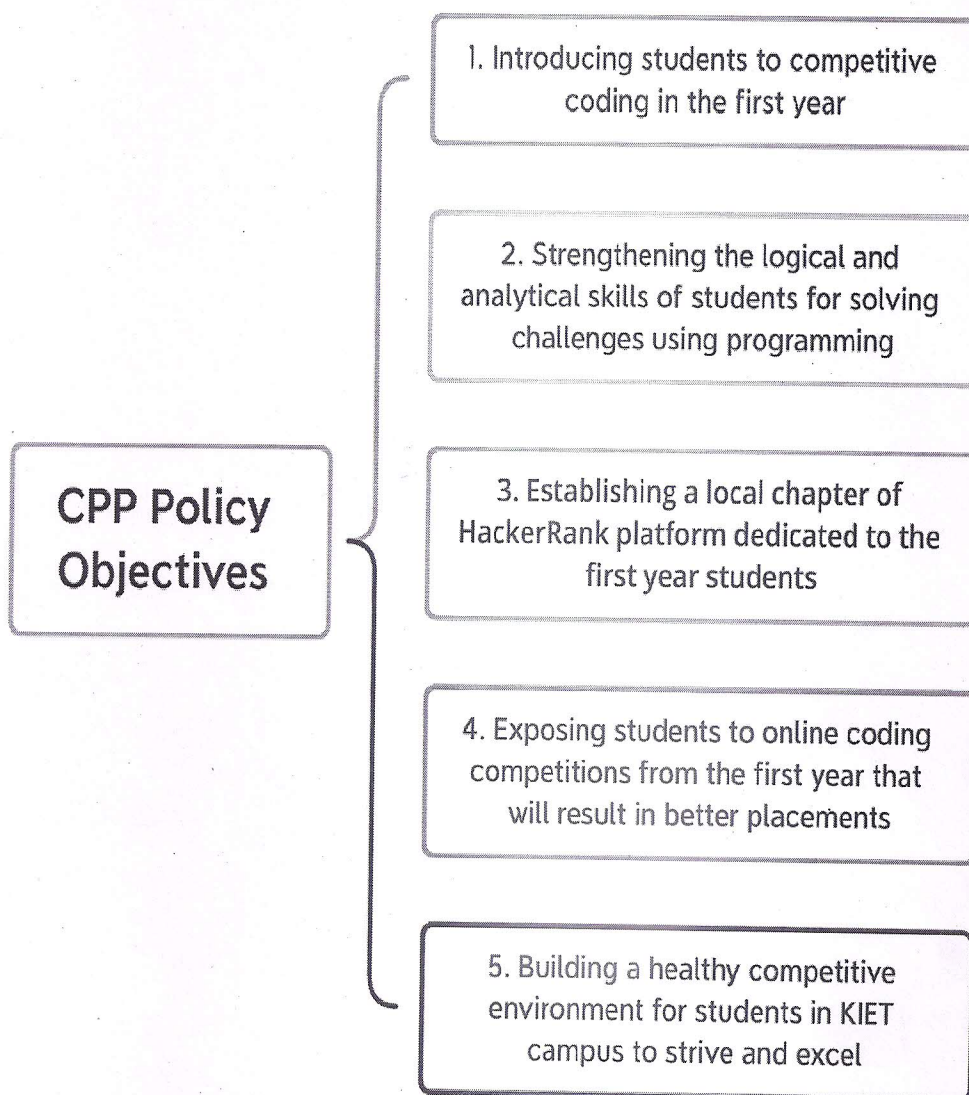 CPP Policy
Objectives
1. Introducing students to competitive
coding in the first year
2. Strengthening the logical and
analytical skills of students for solving
challenges using programming
3. Establishing a local chapter of
HackerRank platform dedicated to the
first year students
4. Exposing students to online coding
competitions from the first year that
will result in better placements
5. Building a healthy competitive
environment for students in KIET
campus to strive and excel